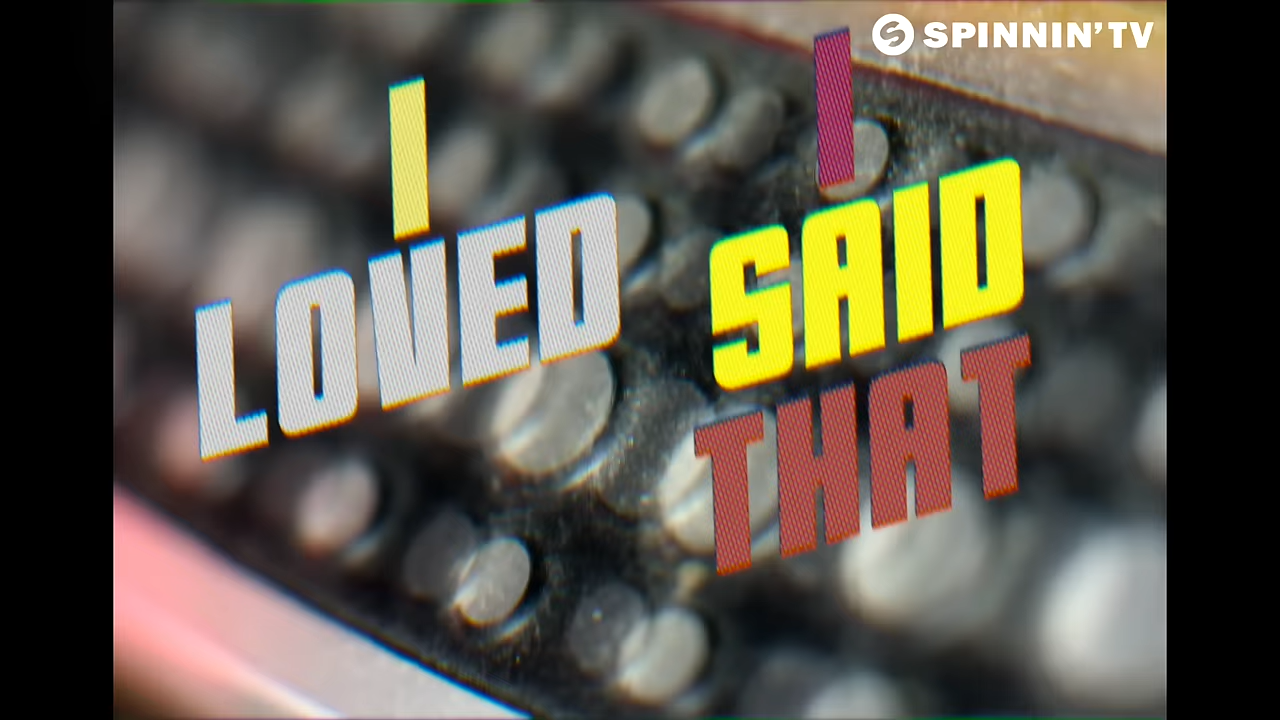 SPINNIN' TV
I
LOVED
I
SAID
THAT